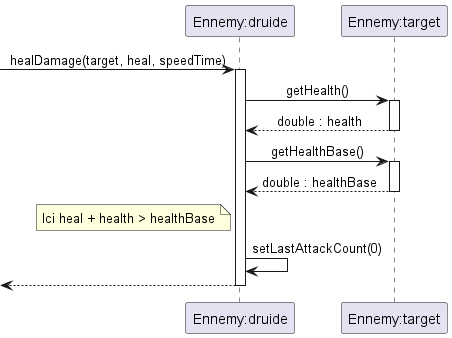 Ennemy:druide
Ennemy:target
healDamage(target, heal, speedTime)
getHealth()
double : health
getHealthBase()
double : healthBase
Ici heal + health > healthBase
setLastAttackCount(0)
Ennemy:druide
Ennemy:target